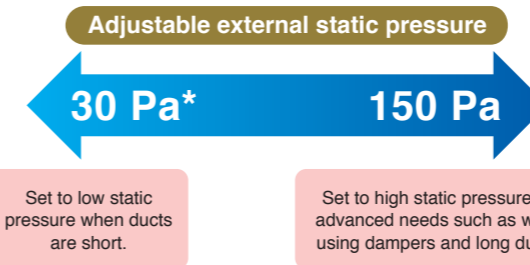 Adjustable external static pressure
30 Pa* 150 Pa
Set to low static
pressure when ducts
are short.
Set to high static pressure
advanced needs such as
using dampers and long